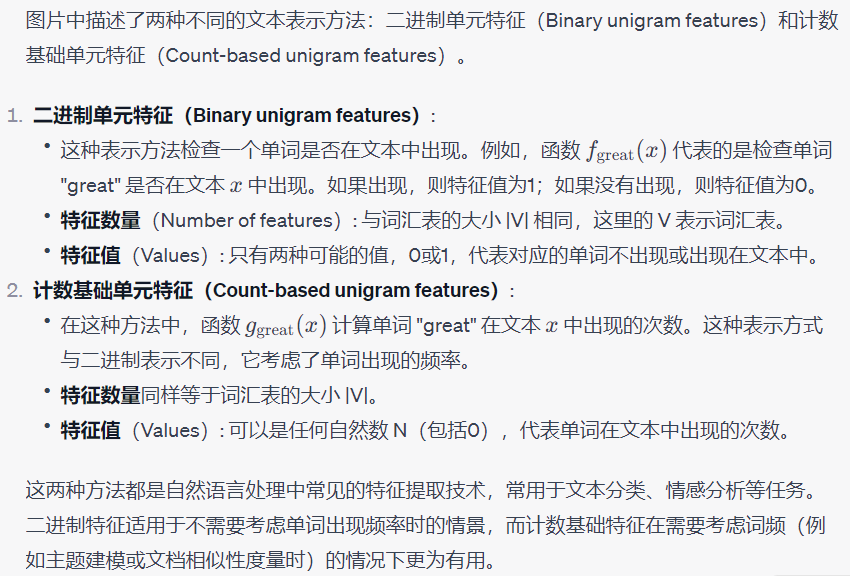 图片中描述了两种不同的文本表示方法：二进制单元特征（Binary unigram features）和计数
基础单元特征（Count-based unigram features）。
1. 二进制单元特征（Binary unigram features）:
• 这种表示方法检查一个单词是否在文本中出现。例如，函数 f_great(x) 代表的是检查单词
"great" 是否在文本 x 中出现。如果出现，则特征值为1；如果没有出现，则特征值为0。
• 特征数量（Number of features）: 与词汇表的大小 |V| 相同，这里的 V 表示词汇表。
• 特征值（Values）: 只有两种可能的值，0或1，代表对应的单词不出现或出现在文本中。
2. 计数基础单元特征（Count-based unigram features）:
• 在这种方法中，函数 g_great(x) 计算单词 "great" 在文本 x 中出现的次数。这种表示方式
与二进制表示不同，它考虑了单词出现的频率。
• 特征数量同样等于词汇表的大小 |V|。
• 特征值（Values）: 可以是任何自然数 N（包括0），代表单词在文本中出现的次数。
这两种方法都是自然语言处理中常见的特征提取技术，常用于文本分类、情感分析等任务。
二进制特征适用于不需要考虑单词出现频率时的情景，而计数基础特征在需要考虑词频（例
如主题建模或文档相似性度量时）的情况下更为有用。